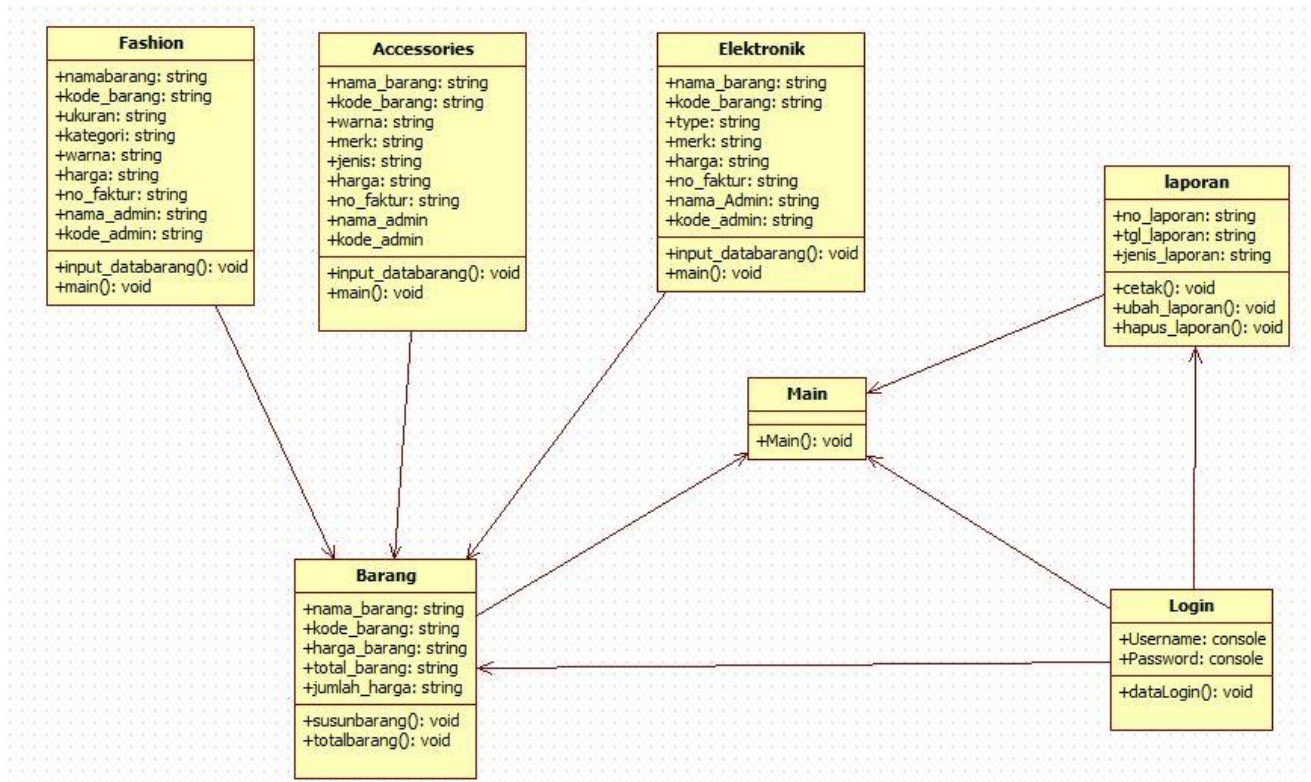 Fashion
+namabarang: string
+kode_barang: string
+ukuran: string
+kategori: string
+warna: string
+harga: string
+no_faktur: string
+nama_admin: string
+kode_admin: string
+input_databarang(): void
+main(): void
Accessories
+nama_barang: string
+kode_barang: string
+warna: string
+merk: string
+jenis: string
+harga: string
+no_faktur: string
+nama_admin
+kode_admin
+input_databarang(): void
+main(): void
Elektronik
+nama_barang: string
+kode_barang: string
+type: string
+merk: string
+harga: string
+no_faktur: string
+nama_Admin: string
+kode_admin: string
+input_databarang(): void
+main(): void
laporan
+no_laporan: string
+tgl_laporan: string
+jenis_laporan: string
+cetak(): void
+ubah_laporan(): void
+hapus_laporan(): void
Main
+Main(): void
Barang
+nama_barang: string
+kode_barang: string
+harga_barang: string
+total_barang: string
+jumlah_harga: string
+susunbarang(): void
+totalbarang(): void
Login
+Username: console
+Password: console
+dataLogin(): void